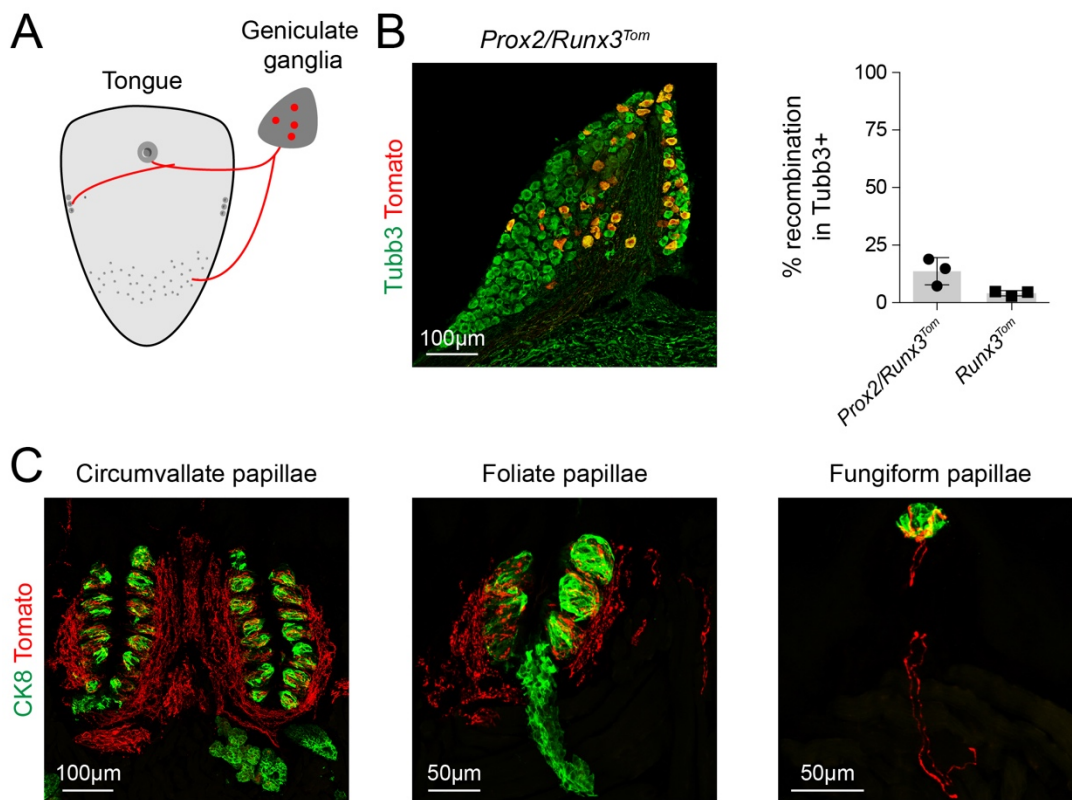 A
Geniculate
ganglia
Tongue
B
Prox2/Runx3Tom
Tubb3 Tomato
100μm
% recombination
in Tubb3+
100
75
50
25
0
Prox2/Runx3Tom
Runx3Tom
C
Circumvallate papillae
Foliate papillae
Fungiform papillae
CK8 Tomato
100μm
50μm
50μm